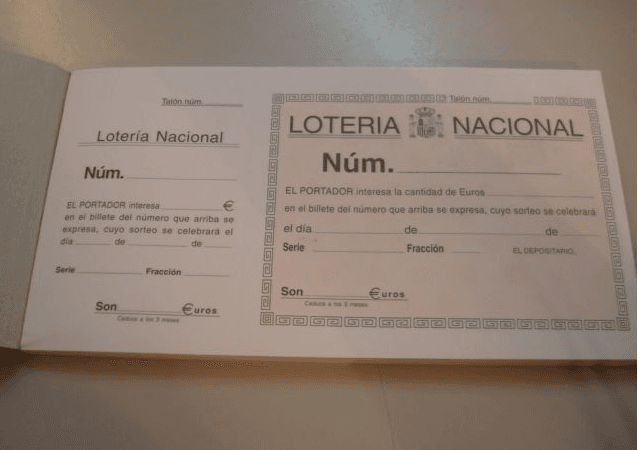 Talón núm.
Lotería Nacional
Núm.
EL PORTADOR interesa €
en el billete del número que arriba se
expresa, cuyo sorteo se celebrará el
día de de
Serie Fracción
Son €uros
Caduca a los 3 meses
Talón núm.
LOTERIA NACIONAL
Núm.
EL PORTADOR interesa la cantidad de Euros
en el billete del número que arriba se expresa, cuyo sorteo se celebrará
el día de de
Serie Fracción EL DEPOSITARIO,
Son €uros
Caduca a los 3 meses